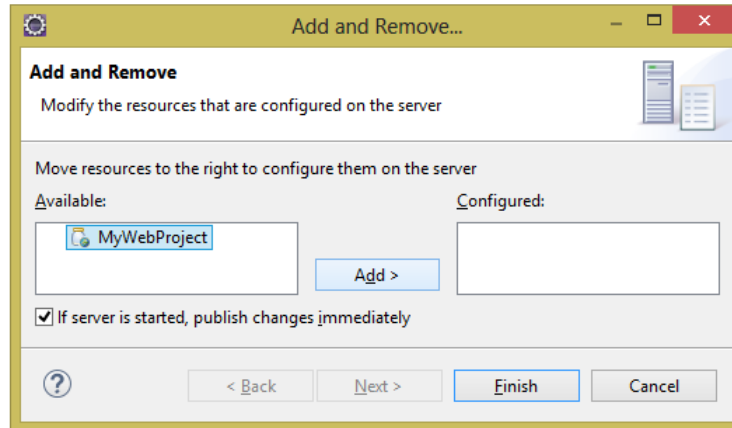 Add and Remove...
Add and Remove
Modify the resources that are configured on the server
Move resources to the right to configure them on the server
Available:
Configured:
MyWebProject
Add >
If server is started, publish changes immediately
< Back
Next >
Finish
Cancel